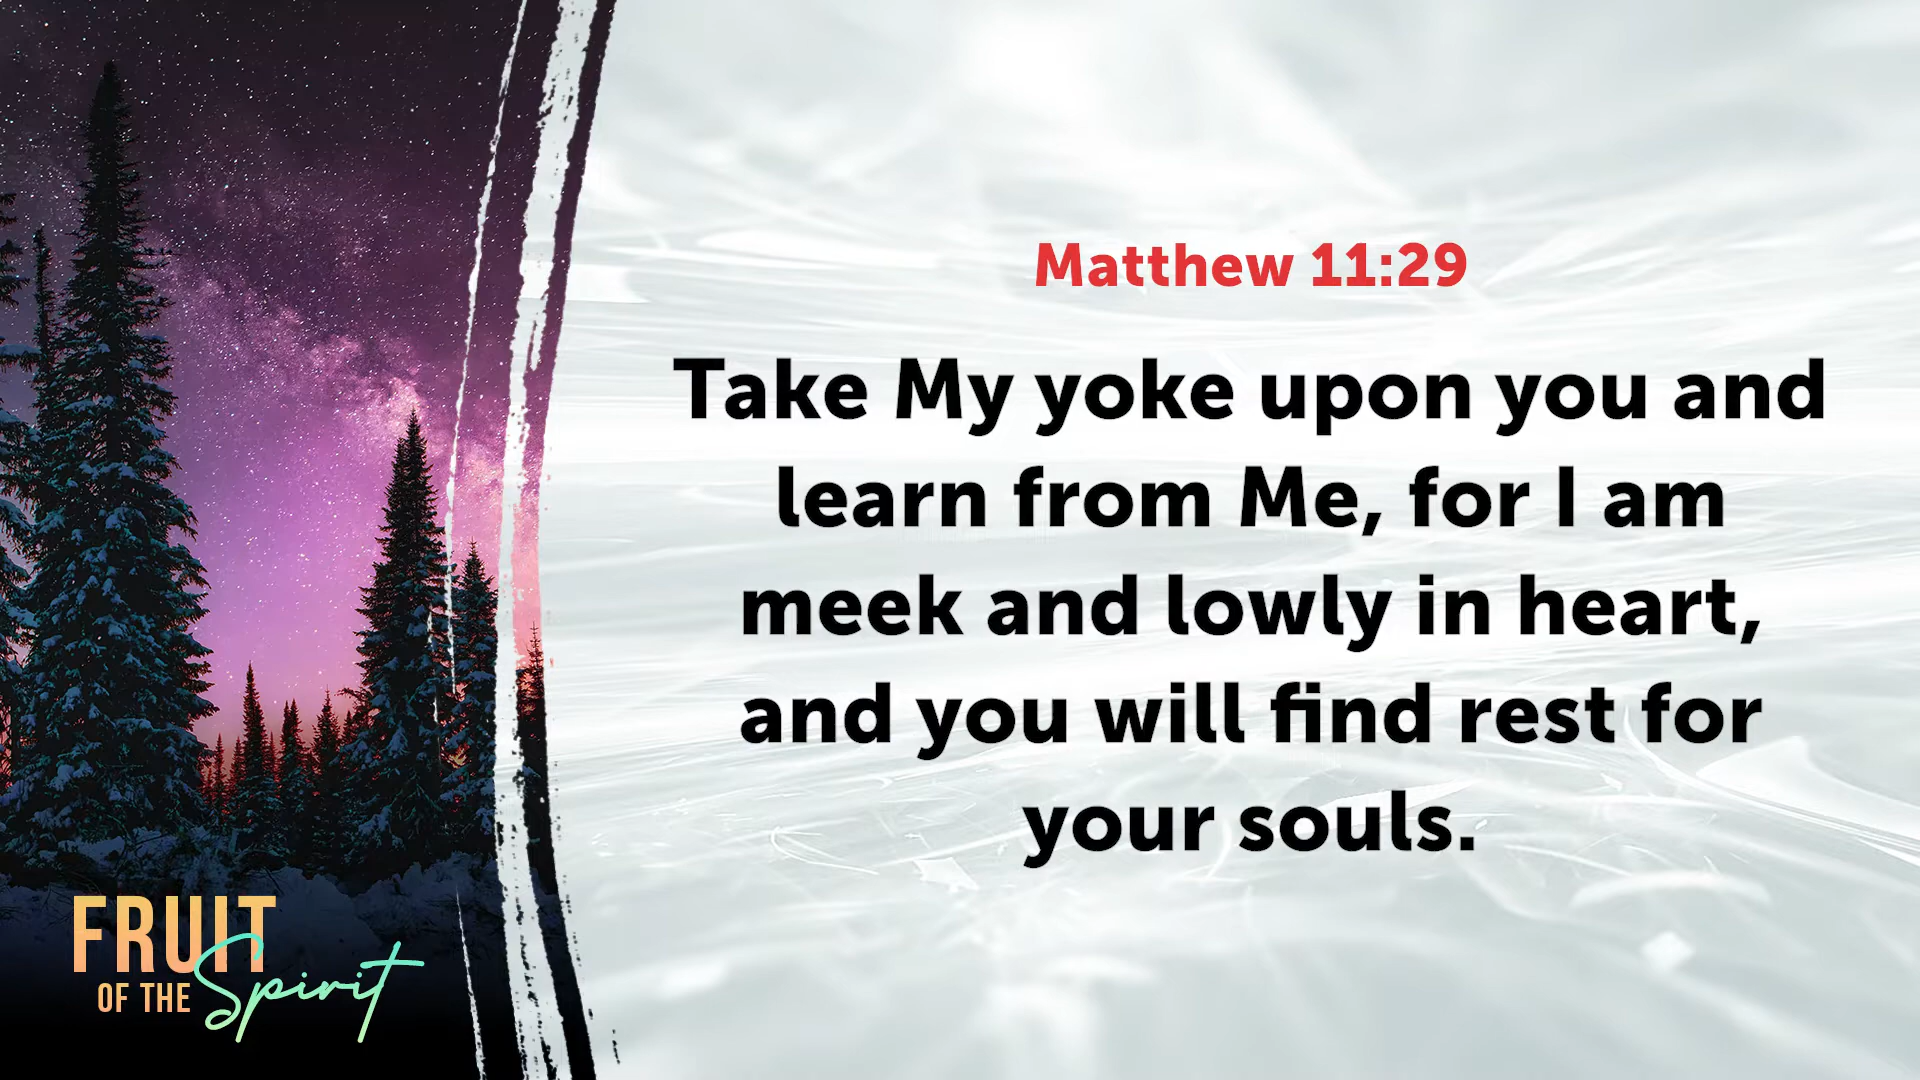 Matthew 11:29
Take My yoke upon you and
learn from Me, for I am
meek and lowly in heart,
and you will find rest for
your souls.
FRUIT
OF THE Spirit